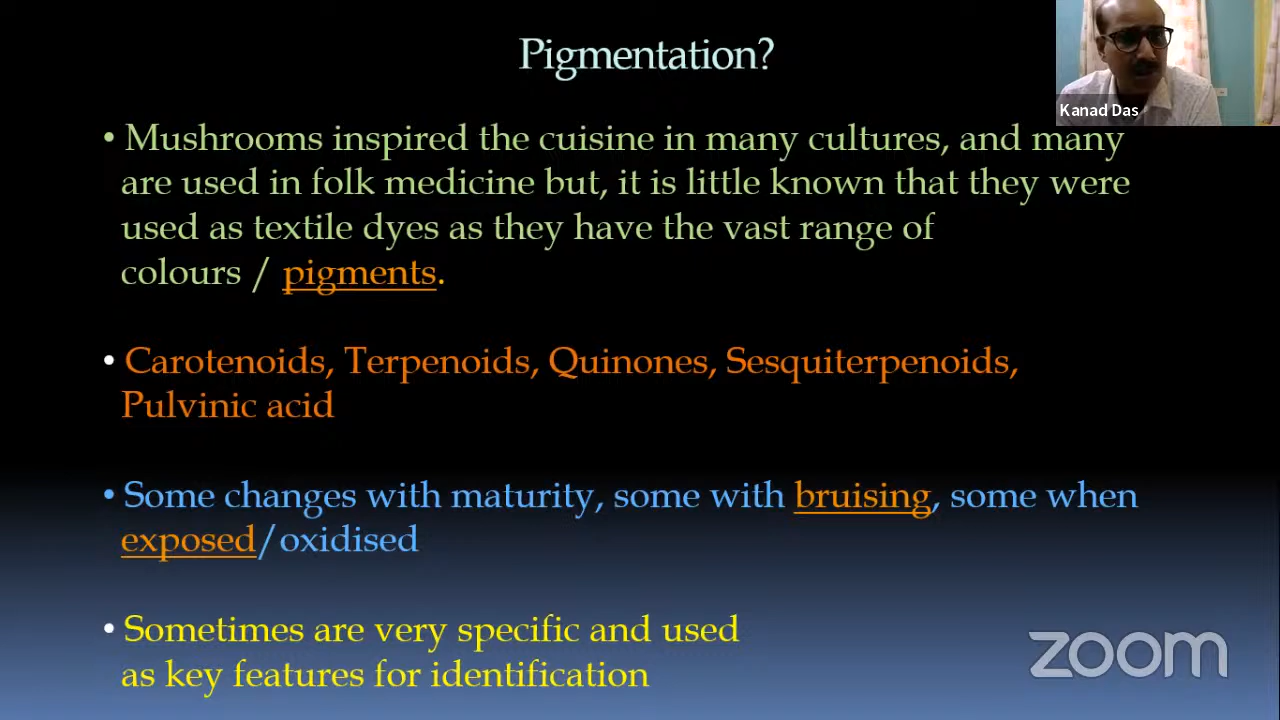 Pigmentation?
Kanad Das
• Mushrooms inspired the cuisine in many cultures, and many
are used in folk medicine but, it is little known that they were
used as textile dyes as they have the vast range of
colours / pigments.
• Carotenoids, Terpenoids, Quinones, Sesquiterpenoids,
Pulvinic acid
• Some changes with maturity, some with bruising, some when
exposed/oxidised
• Sometimes are very specific and used
as key features for identification
zoom